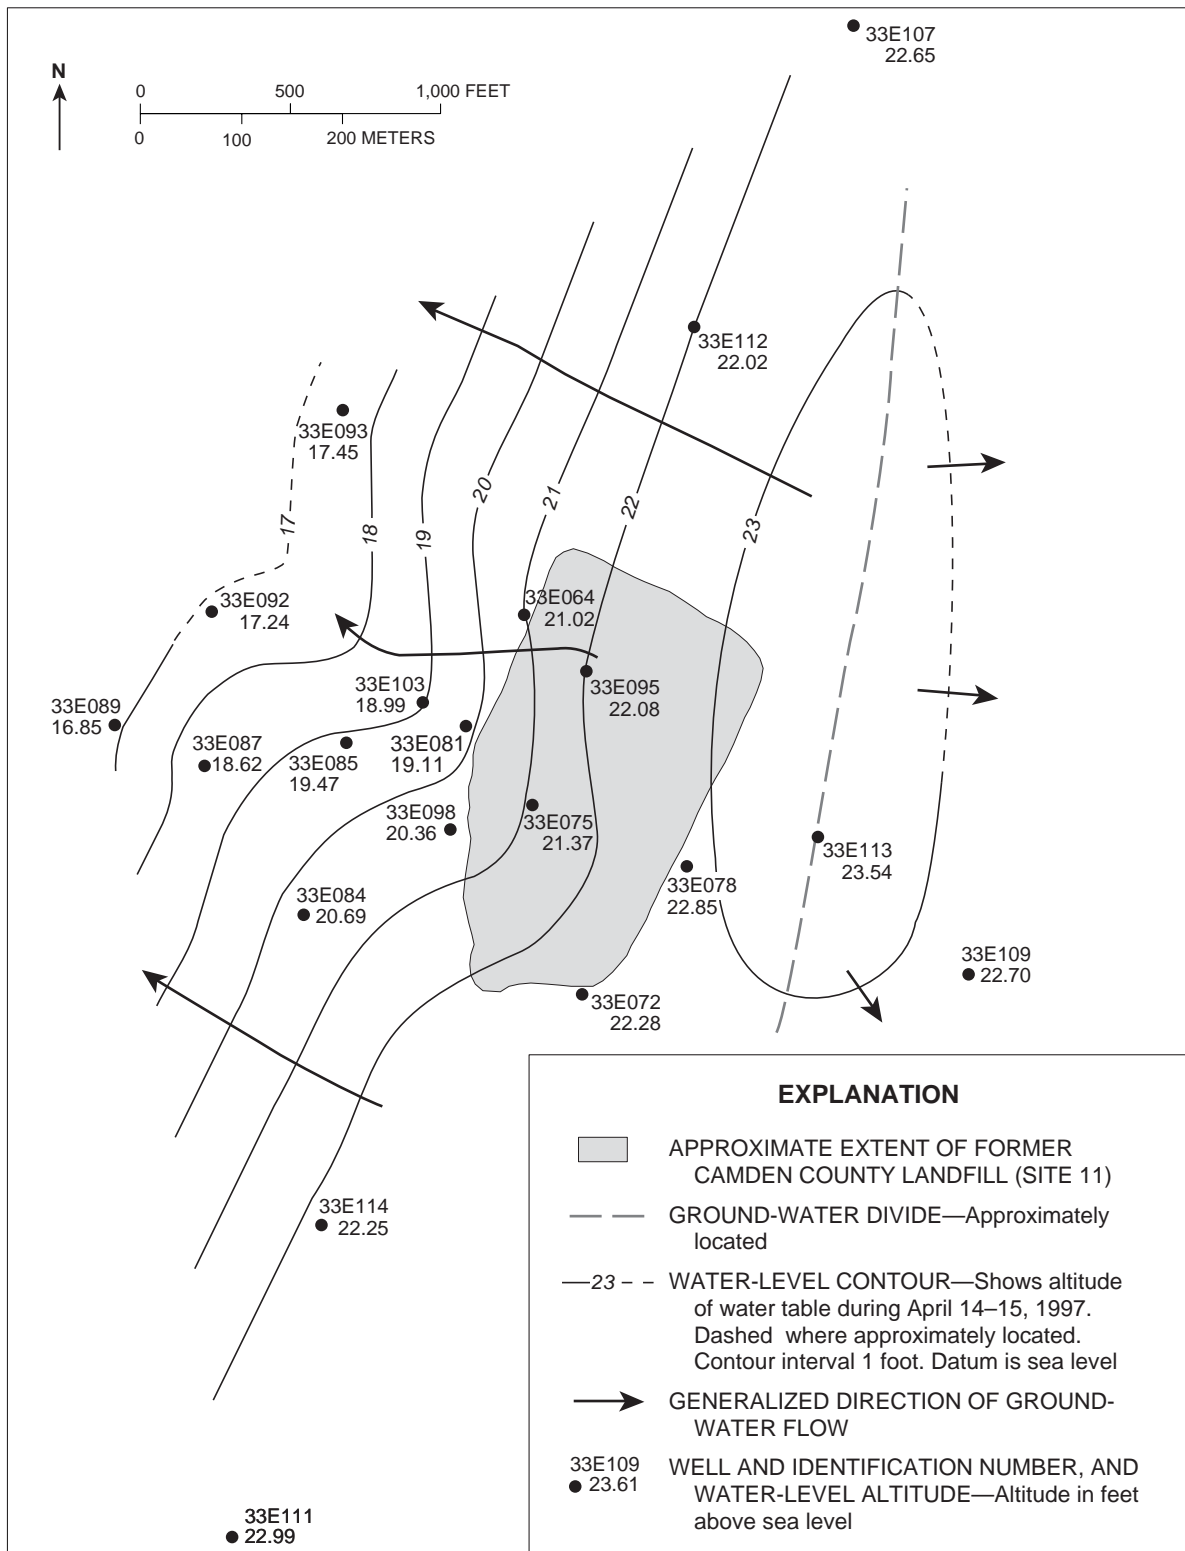 33E107
22.65
N
0 500 1,000 FEET
0 100 200 METERS
33E112
22.02
33E093
17.45
17
18
19
20
21
22
23
33E092
17.24
33E064
21.02
33E095
22.08
33E103
18.99
33E089
16.85
33E087
18.62
33E085
19.47
33E081
19.11
33E098
20.36
33E075
21.37
33E113
23.54
33E078
22.85
33E084
20.69
33E109
22.70
33E072
22.28
33E114
22.25
33E111
22.99
EXPLANATION
APPROXIMATE EXTENT OF FORMER
CAMDEN COUNTY LANDFILL (SITE 11)
GROUND-WATER DIVIDE—Approximately
located
23 WATER-LEVEL CONTOUR—Shows altitude
of water table during April 14–15, 1997.
Dashed where approximately located.
Contour interval 1 foot. Datum is sea level
GENERALIZED DIRECTION OF GROUND-
WATER FLOW
33E109
23.61
WELL AND IDENTIFICATION NUMBER, AND
WATER-LEVEL ALTITUDE—Altitude in feet
above sea level